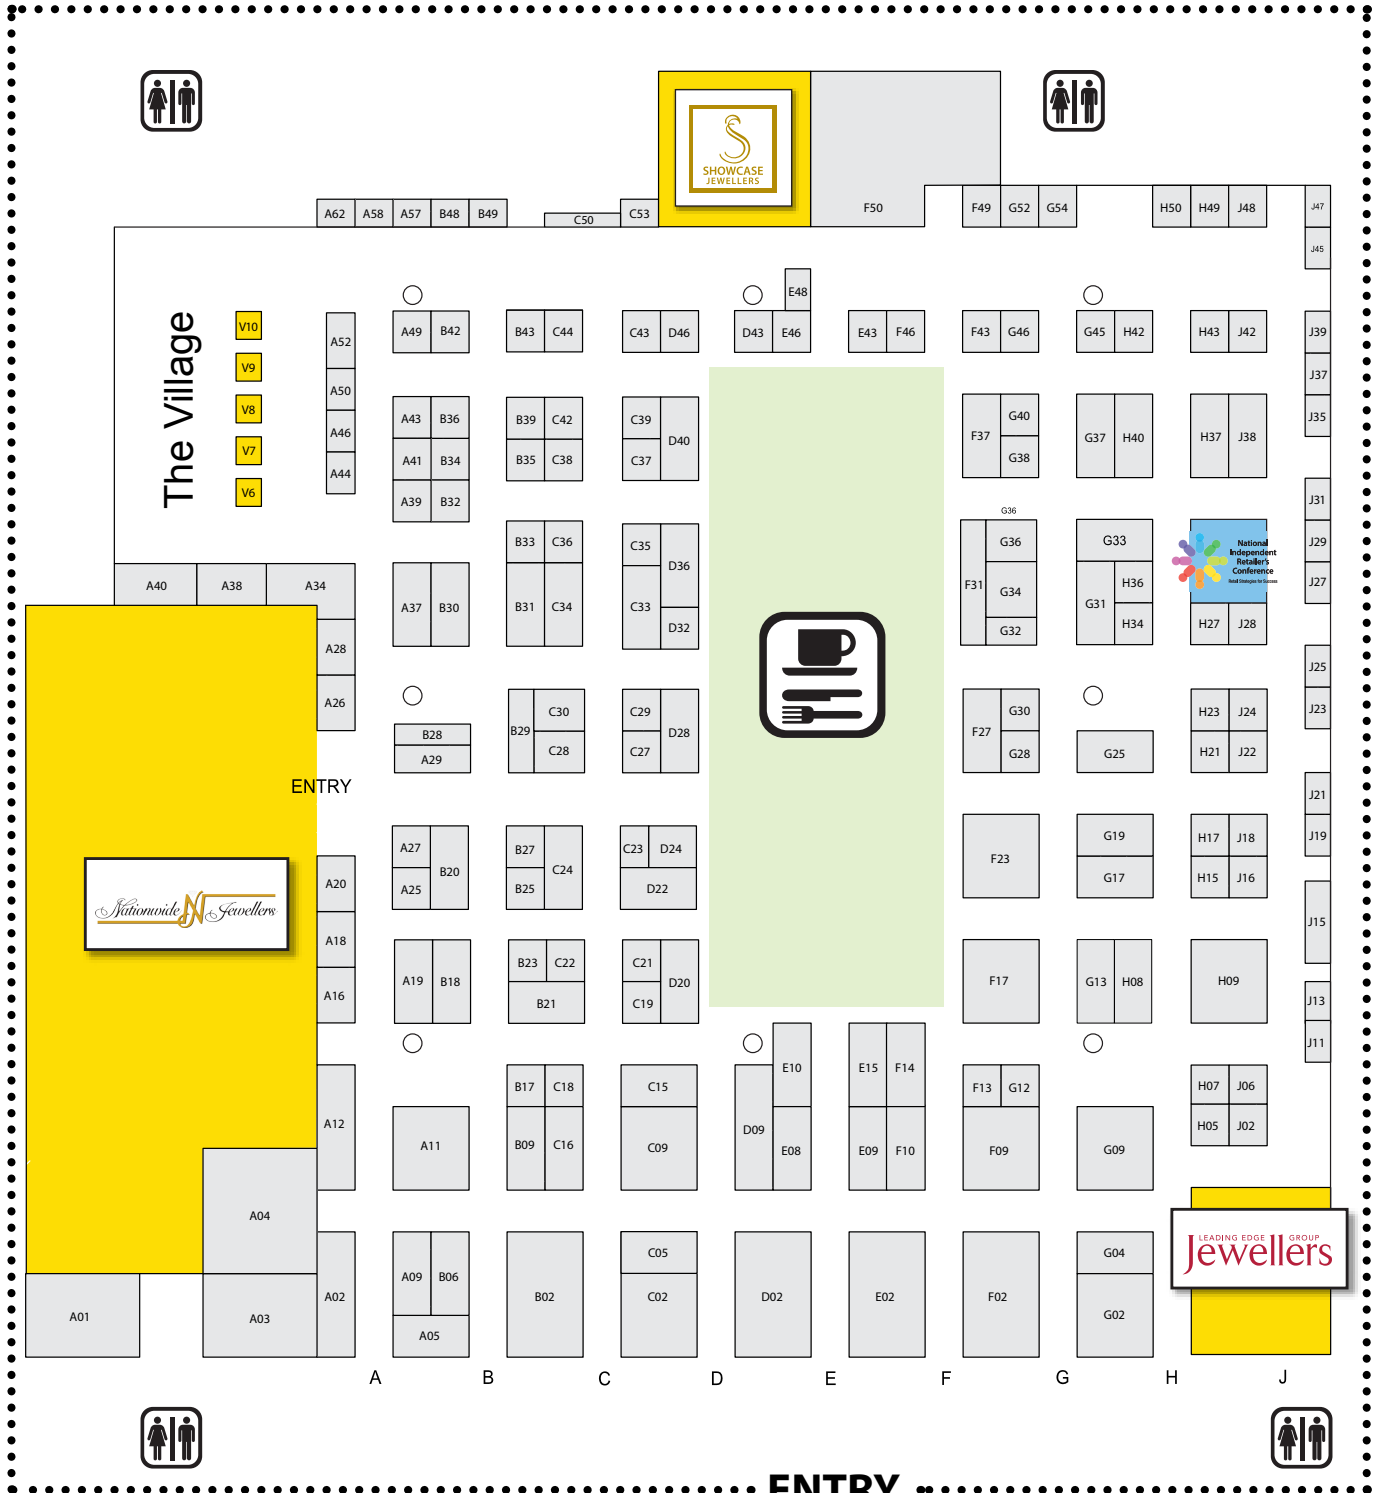 SHOWCASE
JEWELLERS
A62 A58 A57 B48 B49 C50 C53 F50 F49 G52 G54 H50 H49 J48 J47
J45
E48
The Village
V10 A52 A49 B42 B43 C44 C43 D46 D43 E46 E43 F46 F43 G46 G45 H42 H43 J42 J39
V9 A50 J37
V8 A43 B36 B39 C42 C39 D40 F37 G40 G37 H40 H37 J38 J35
V7 A46 A41 B34 B35 C38 C37 G38
V6 A44 A39 B32 J31
G36
B33 C36 C35 D36 F31 G36 G33 J29
National
Independent
Retailer's
Conference
Retail Strategies for Success
A40 A38 A34 A37 B30 B31 C34 C33 D32 G34 G31 H36 J27
G32 H34 H27 J28
A28 J25
A26 B29 C30 C29 D28 F27 G30 H23 J24 J23
B28
A29 C28 C27 G28 G25 H21 J22
ENTRY
J21
A27 B20 B27 C24 C23 D24 F23 G19 H17 J18 J19
A20 A25 B25 D22 G17 H15 J16
Nationwide N Jewellers
J15
A18 A19 B18 B23 C22 C21 D20 F17 G13 H08 H09
A16 B21 C19 J13
J11
A12 B17 C18 C15 E10 E15 F14 F13 G12 H07 J06
A11 B09 C16 C09 D09 E08 E09 F10 F09 G09 H05 J02
A04
LEADING EDGE GROUP
Jewellers
A09 B06 C05 G04
A01 A03 A02 A05 B02 C02 D02 E02 F02 G02
A B C D E F G H J
ENTRY